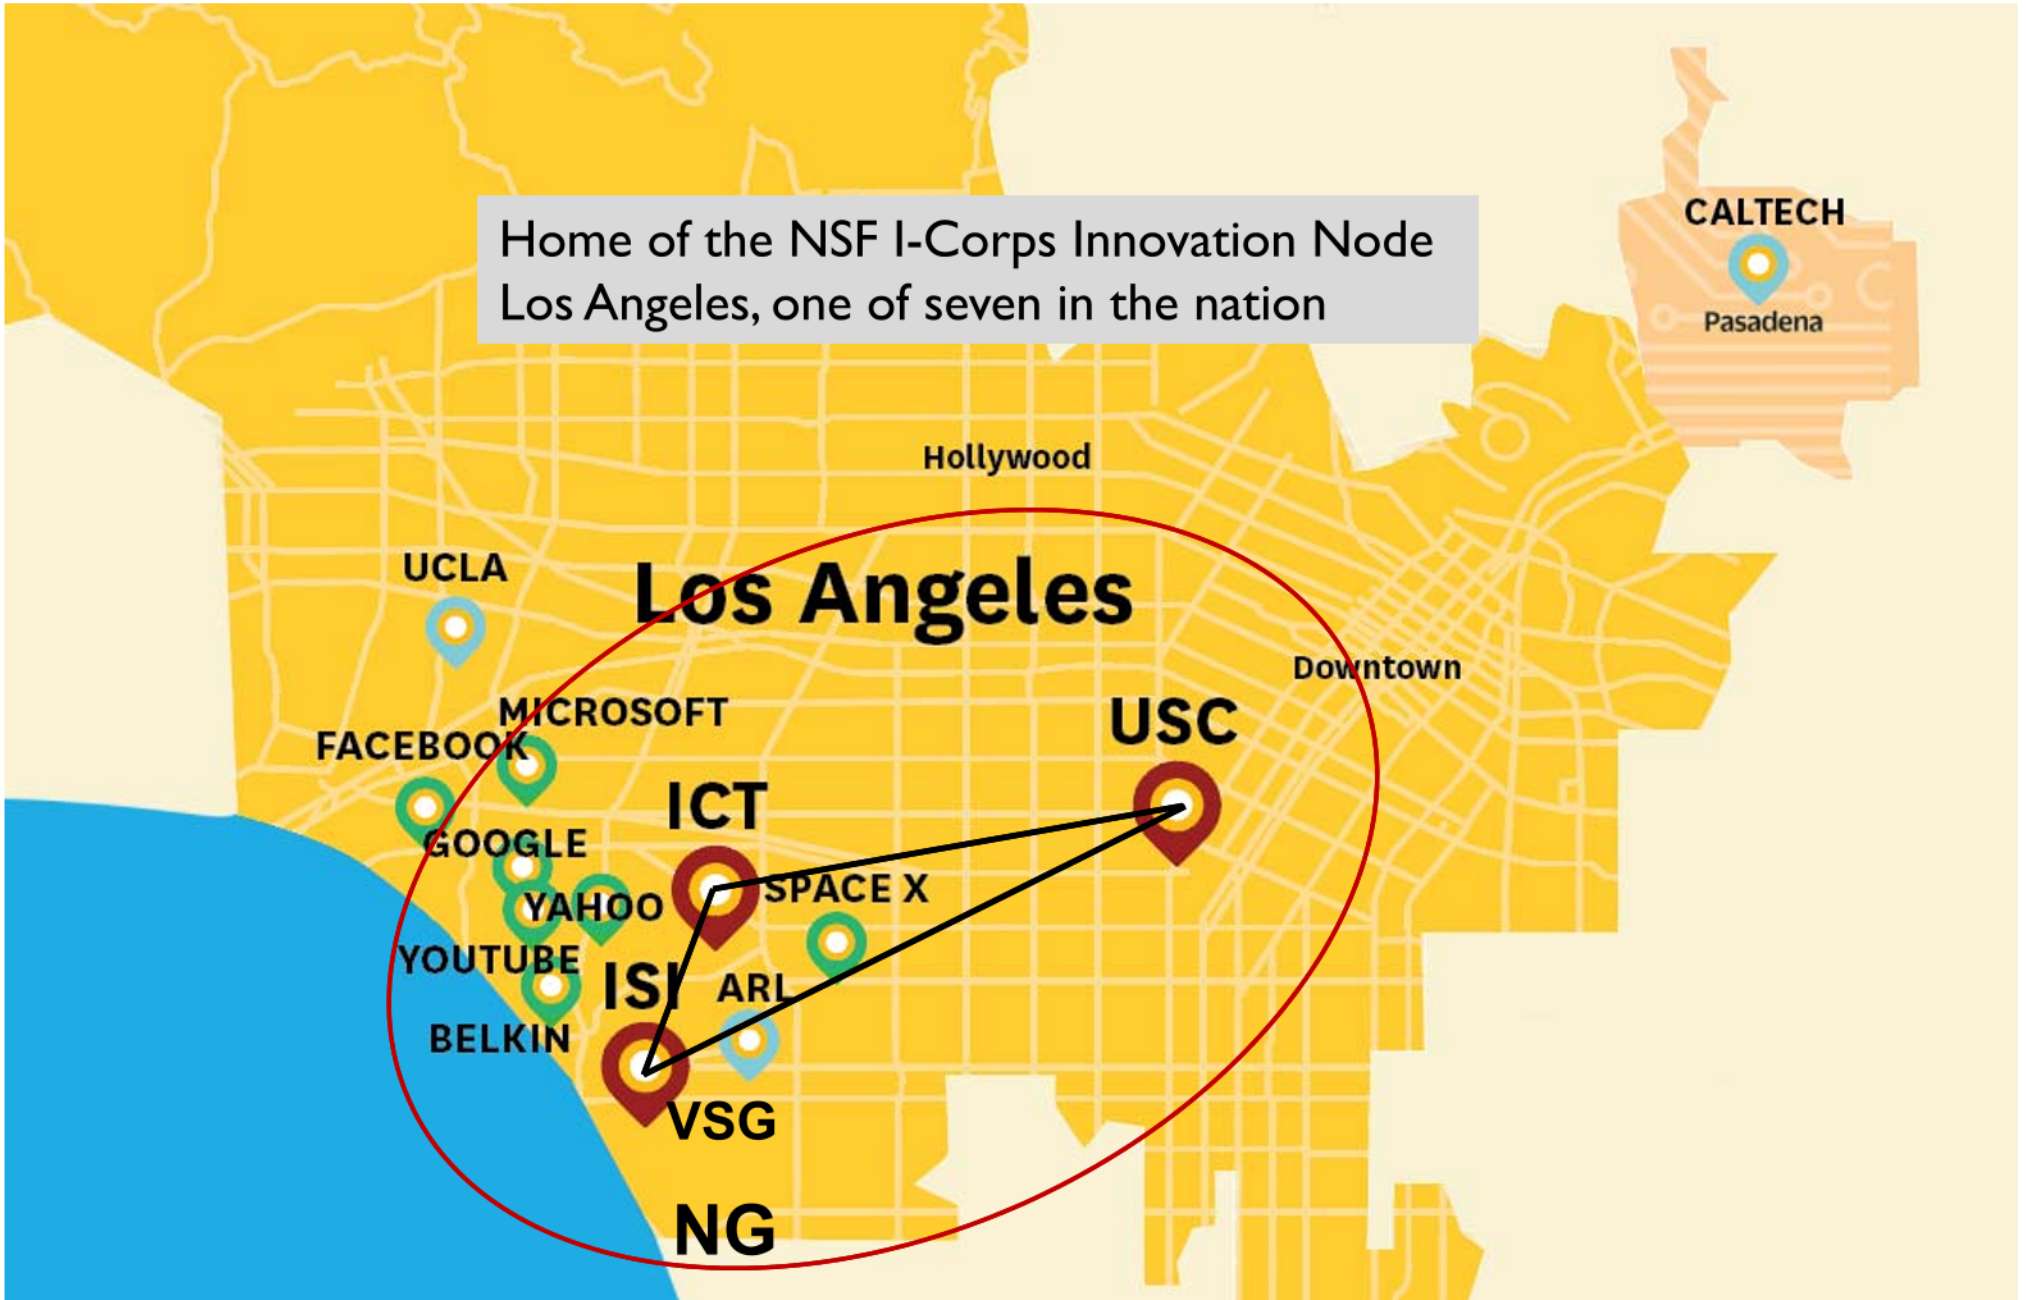 CALTECH
Home of the NSF I-Corps Innovation Node
Los Angeles, one of seven in the nation
Pasadena
Hollywood
UCLA
Los Angeles
Downtown
MICROSOFT
USC
FACEBOOK
ICT
GOOGLE
SPACE X
YAHOO
YOUTUBE
ISI
ARL
BELKIN
VSG
NG